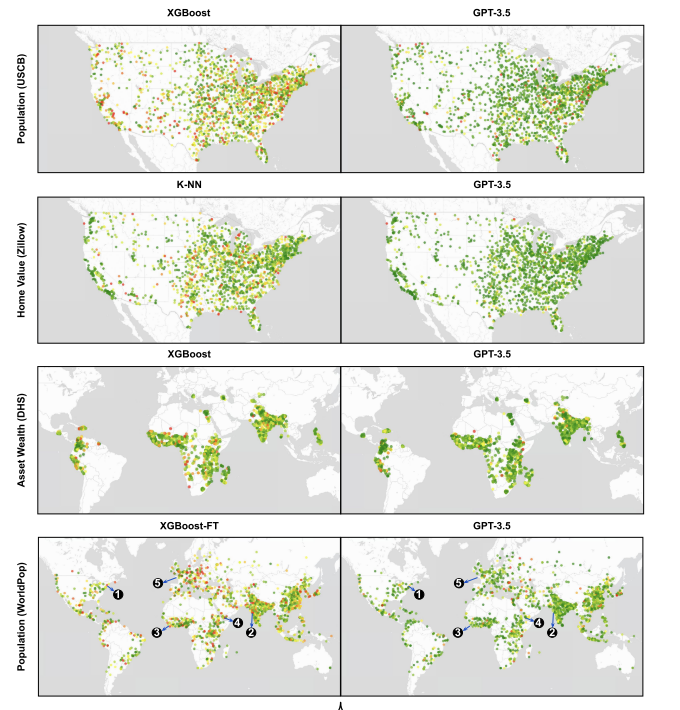 XGBoost GPT-3.5
Population (USCB)
K-NN GPT-3.5
Home Value (Zillow)
XGBoost GPT-3.5
Asset Wealth (DHS)
XGBoost-FT GPT-3.5
Population (WorldPop)
5 5
1 1
4 4
3 2 3 2